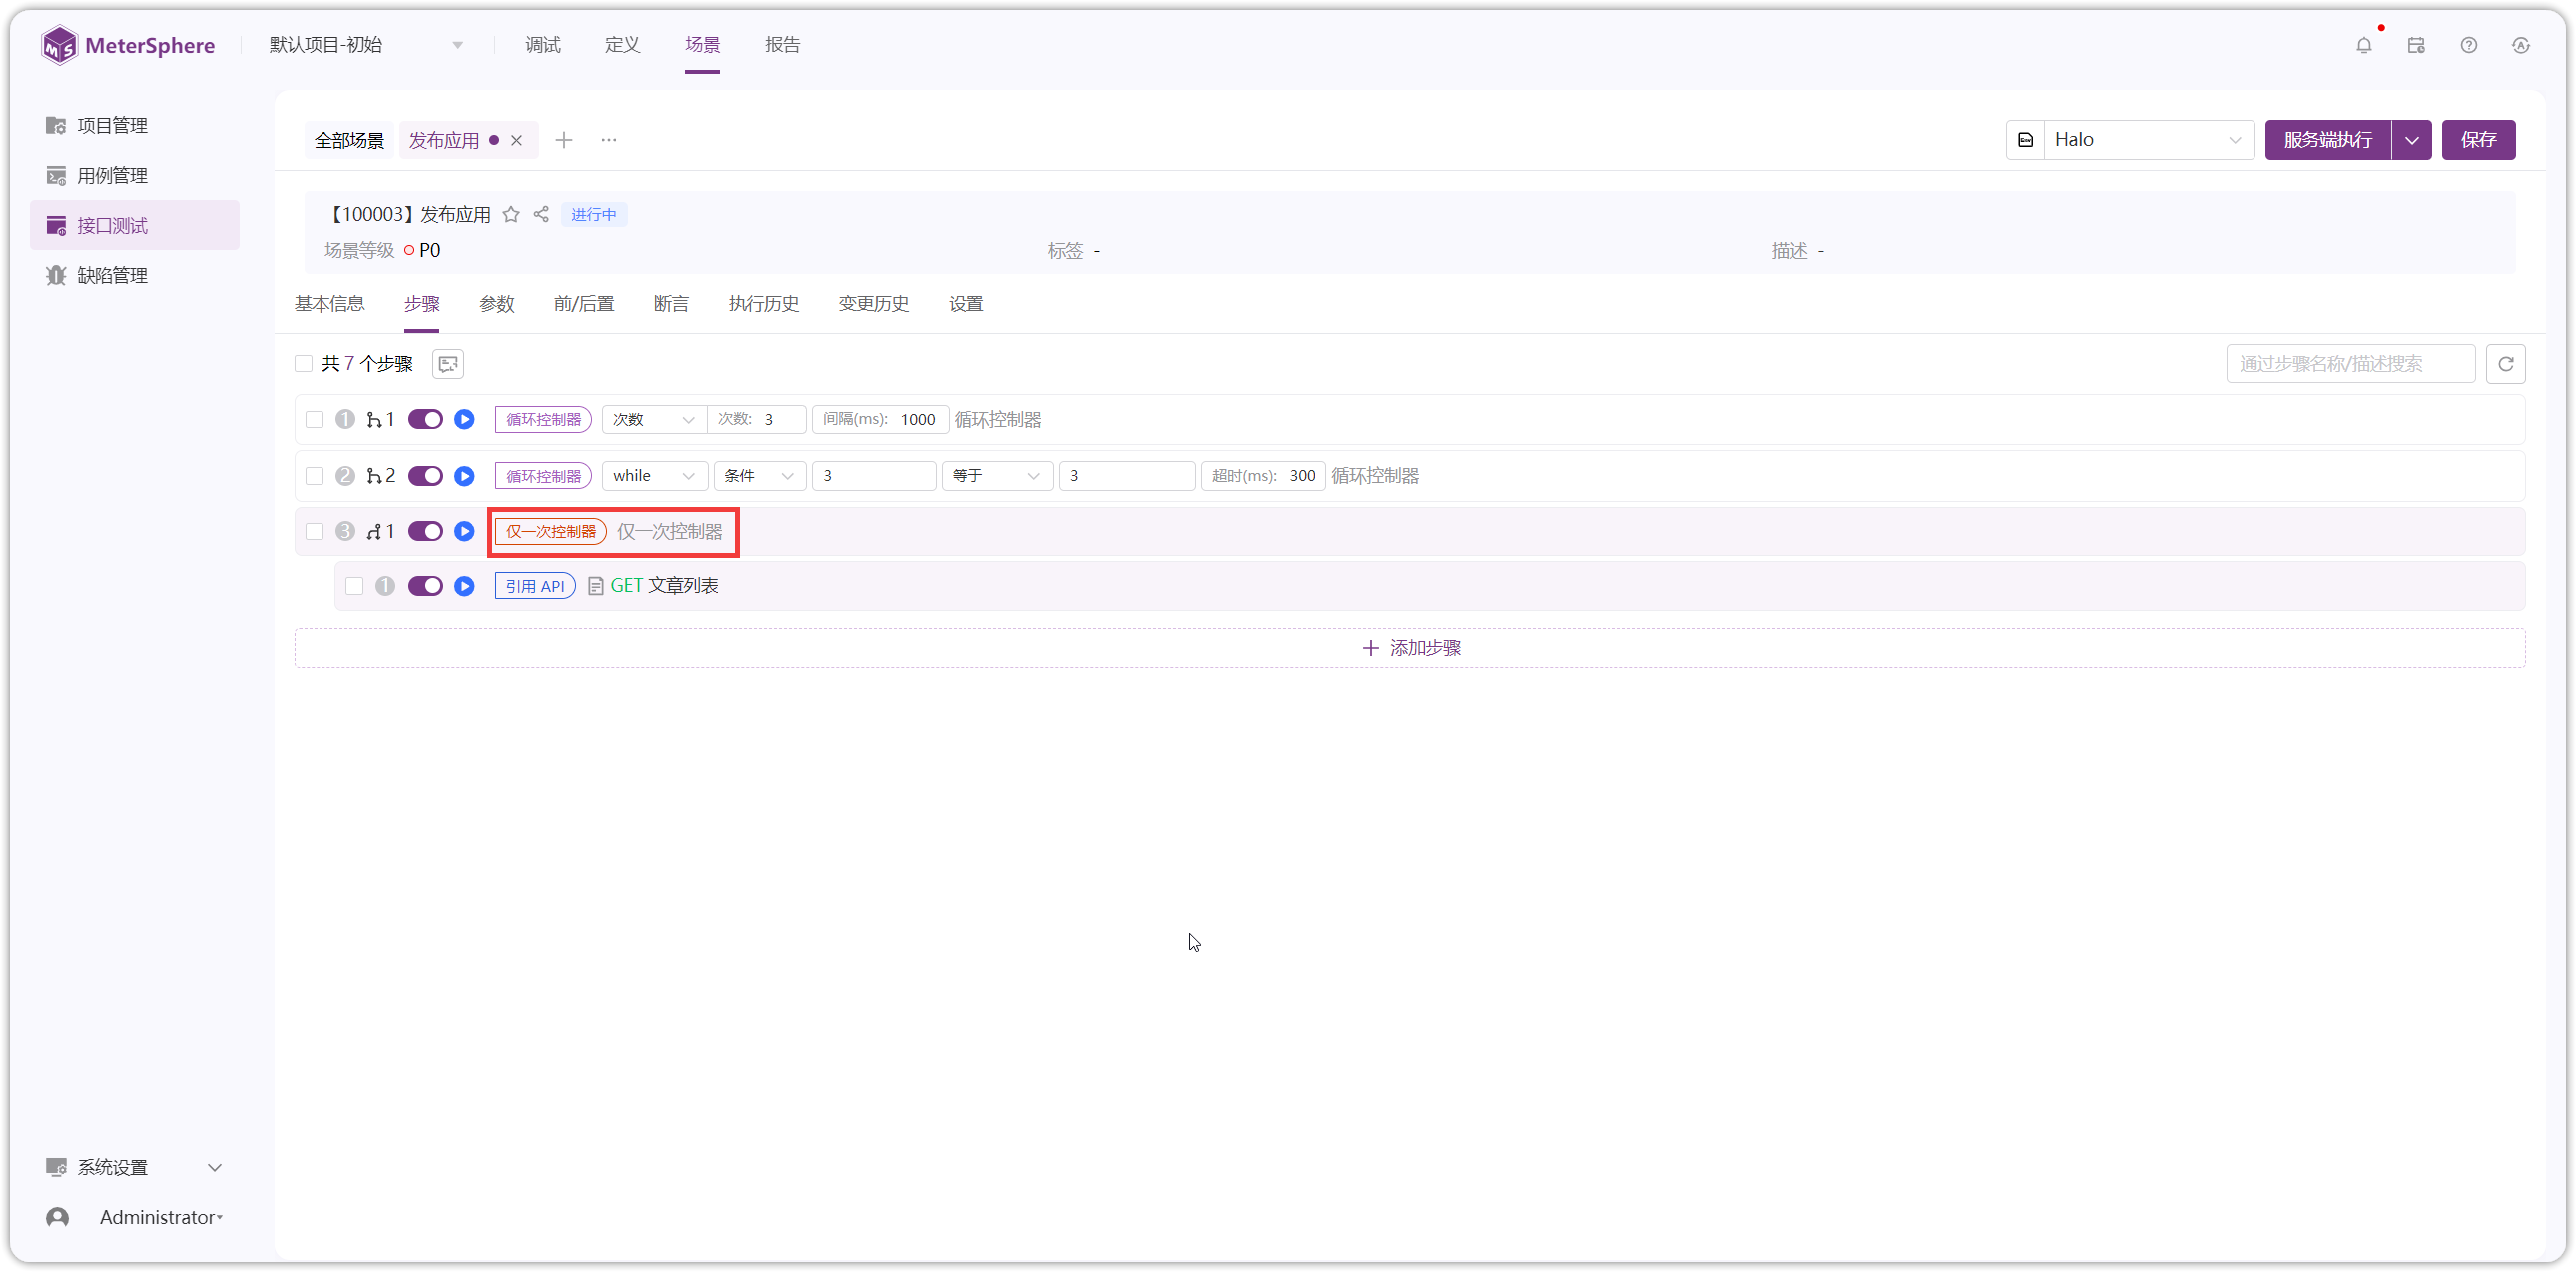 MeterSphere 默认项目-初始 调试 定义 场景 报告
项目管理
用例管理
接口测试
缺陷管理
全部场景 发布应用 Halo 服务端执行 保存
【100003】发布应用 进行中
场景等级 P0 标签 - 描述 -
基本信息 步骤 参数 前/后置 断言 执行历史 变更历史 设置
共 7 个步骤 通过步骤名称/描述搜索
1 1 循环控制器 次数 次数: 3 间隔(ms): 1000 循环控制器
2 2 循环控制器 while 条件 3 等于 3 超时(ms): 300 循环控制器
3 1 仅一次控制器 仅一次控制器
1 引用 API GET 文章列表
添加步骤
系统设置
Administrator